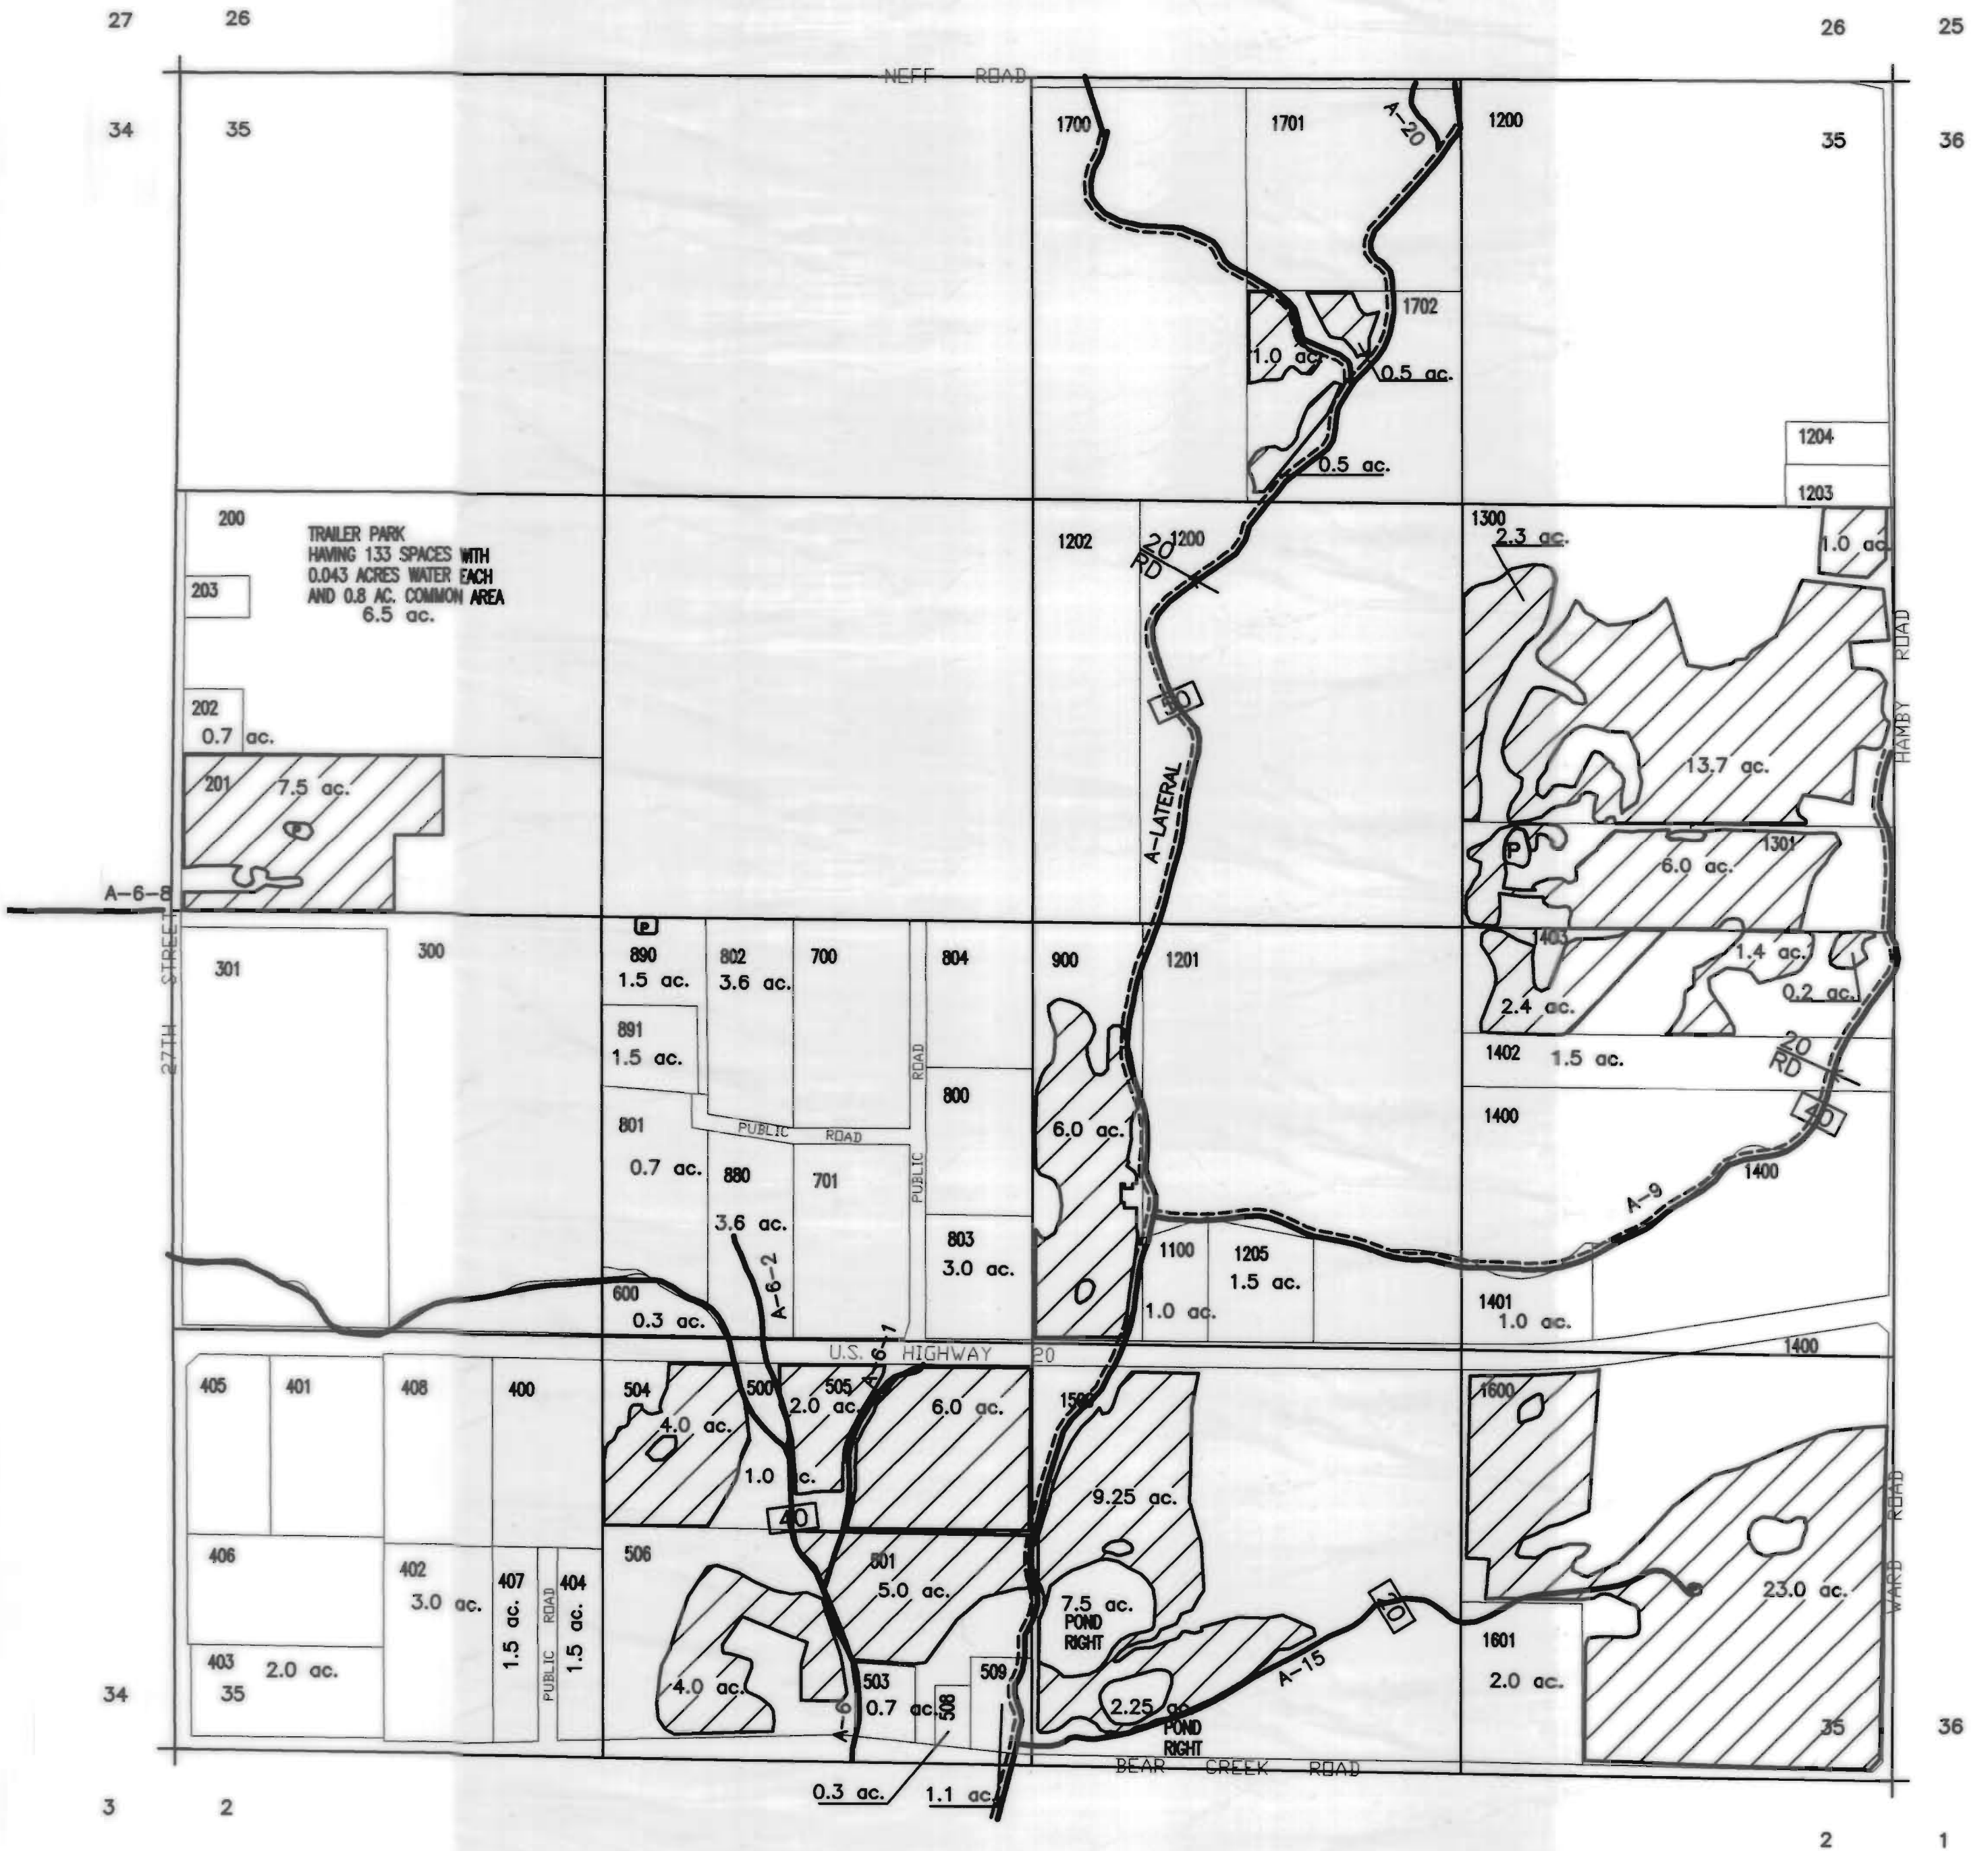 27 26 26 25
NEFF ROAD
34 35 35 36
1700 1701 A-20 1200
1702
1.0 ac.
0.5 ac.
0.5 ac.
1204
1203
200
TRAILER PARK
HAVING 133 SPACES WITH
0.043 ACRES WATER EACH
AND 0.8 AC. COMMON AREA
6.5 ac.
203
202
0.7 ac.
201 7.5 ac.
P
A-6-8
27TH STREET
1202 1200
20
RD
A-LATERAL
1300
2.3 ac.
1.0 ac.
13.7 ac.
HAMBY ROAD
P
1301
6.0 ac.
301 300
P
890
1.5 ac.
802
3.6 ac.
700 804
891
1.5 ac.
800
801
0.7 ac.
PUBLIC ROAD
PUBLIC ROAD
880
3.6 ac.
701
803
3.0 ac.
A-6-2
600
0.3 ac.
900 1201
6.0 ac.
1403
1.4 ac.
0.2 ac.
2.4 ac.
1402 1.5 ac.
20
RD
40
1400
1400
A-9
1100
1.0 ac.
1205
1.5 ac.
1401
1.0 ac.
1400
A-6-1
U.S. HIGHWAY 20
405 401 408 400
504
4.0 ac.
500
1.0 ac.
505
2.0 ac.
6.0 ac.
40
406
402
3.0 ac.
407
1.5 ac.
PUBLIC ROAD
404
1.5 ac.
403 2.0 ac.
506
4.0 ac.
501
5.0 ac.
503
0.7 ac.
508
509
A-6
0.3 ac.
1.1 ac.
9.25 ac.
7.5 ac.
POND
RIGHT
2.25 ac.
POND
RIGHT
A-15
20
BEAR CREEK ROAD
1600
23.0 ac.
1601
2.0 ac.
WARD ROAD
34 35 35 36
3 2 2 1